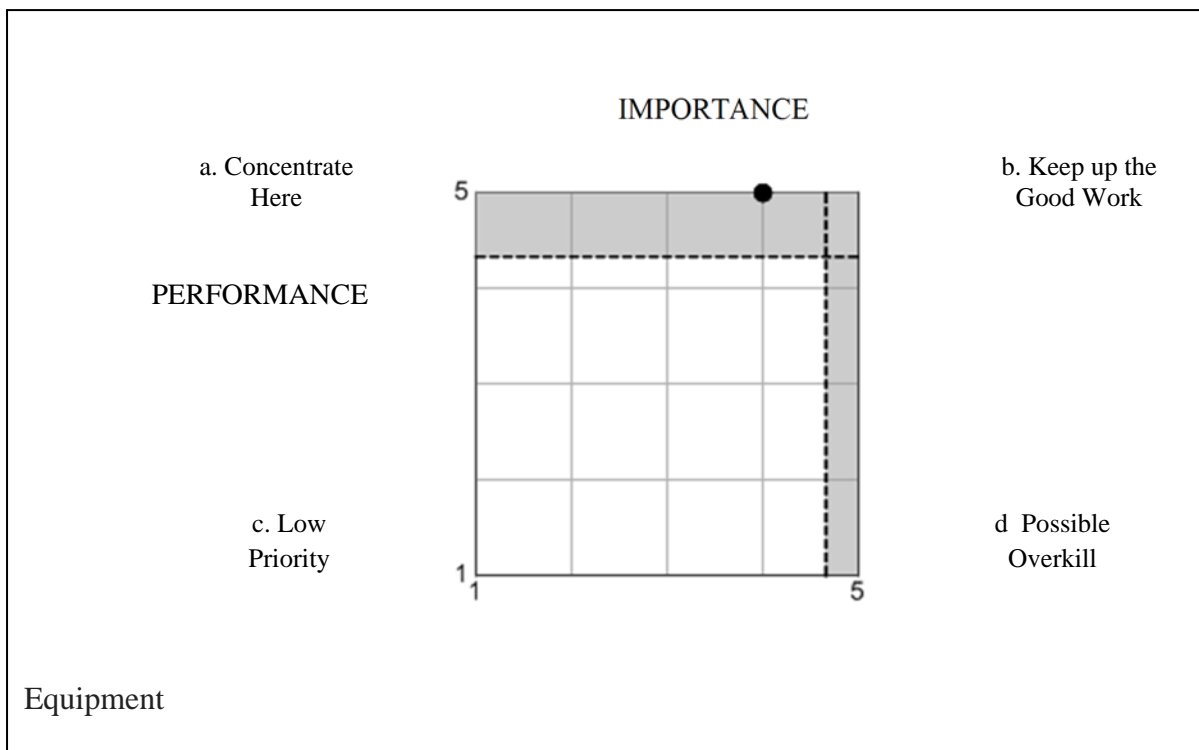 IMPORTANCE
a. Concentrate
Here
b. Keep up the
Good Work
5
PERFORMANCE
c. Low
Priority
d Possible
Overkill
1
1
5
Equipment